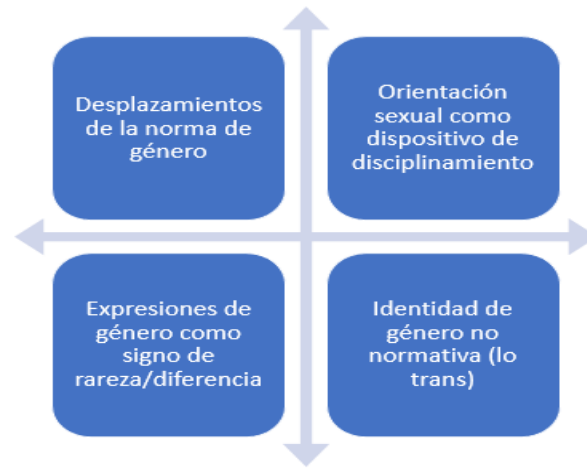 Desplazamientos
de la norma de
género
Orientación
sexual como
dispositivo de
disciplinamiento
Expresiones de
género como
signo de
rareza/diferencia
Identidad de
género no
normativa (lo
trans)